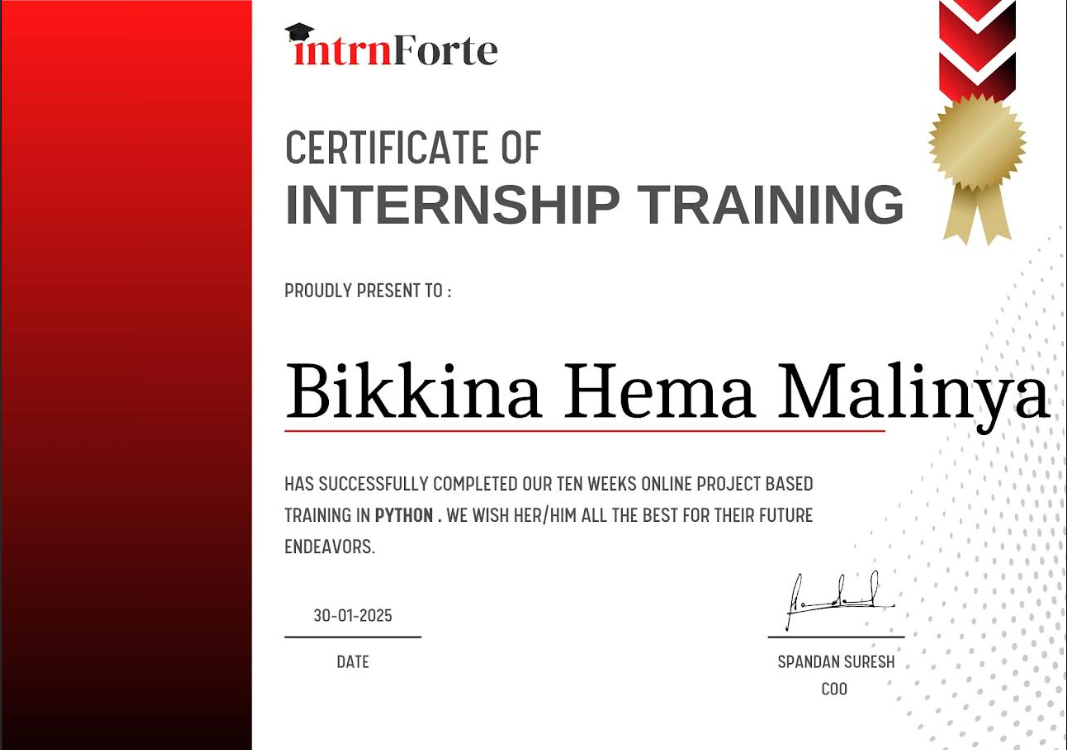 intrnForte
CERTIFICATE OF
INTERNSHIP TRAINING
PROUDLY PRESENT TO :
Bikkina Hema Malinya
HAS SUCCESSFULLY COMPLETED OUR TEN WEEKS ONLINE PROJECT BASED
TRAINING IN PYTHON . WE WISH HER/HIM ALL THE BEST FOR THEIR FUTURE
ENDEAVORS.
30-01-2025
DATE
SPANDAN SURESH
COO